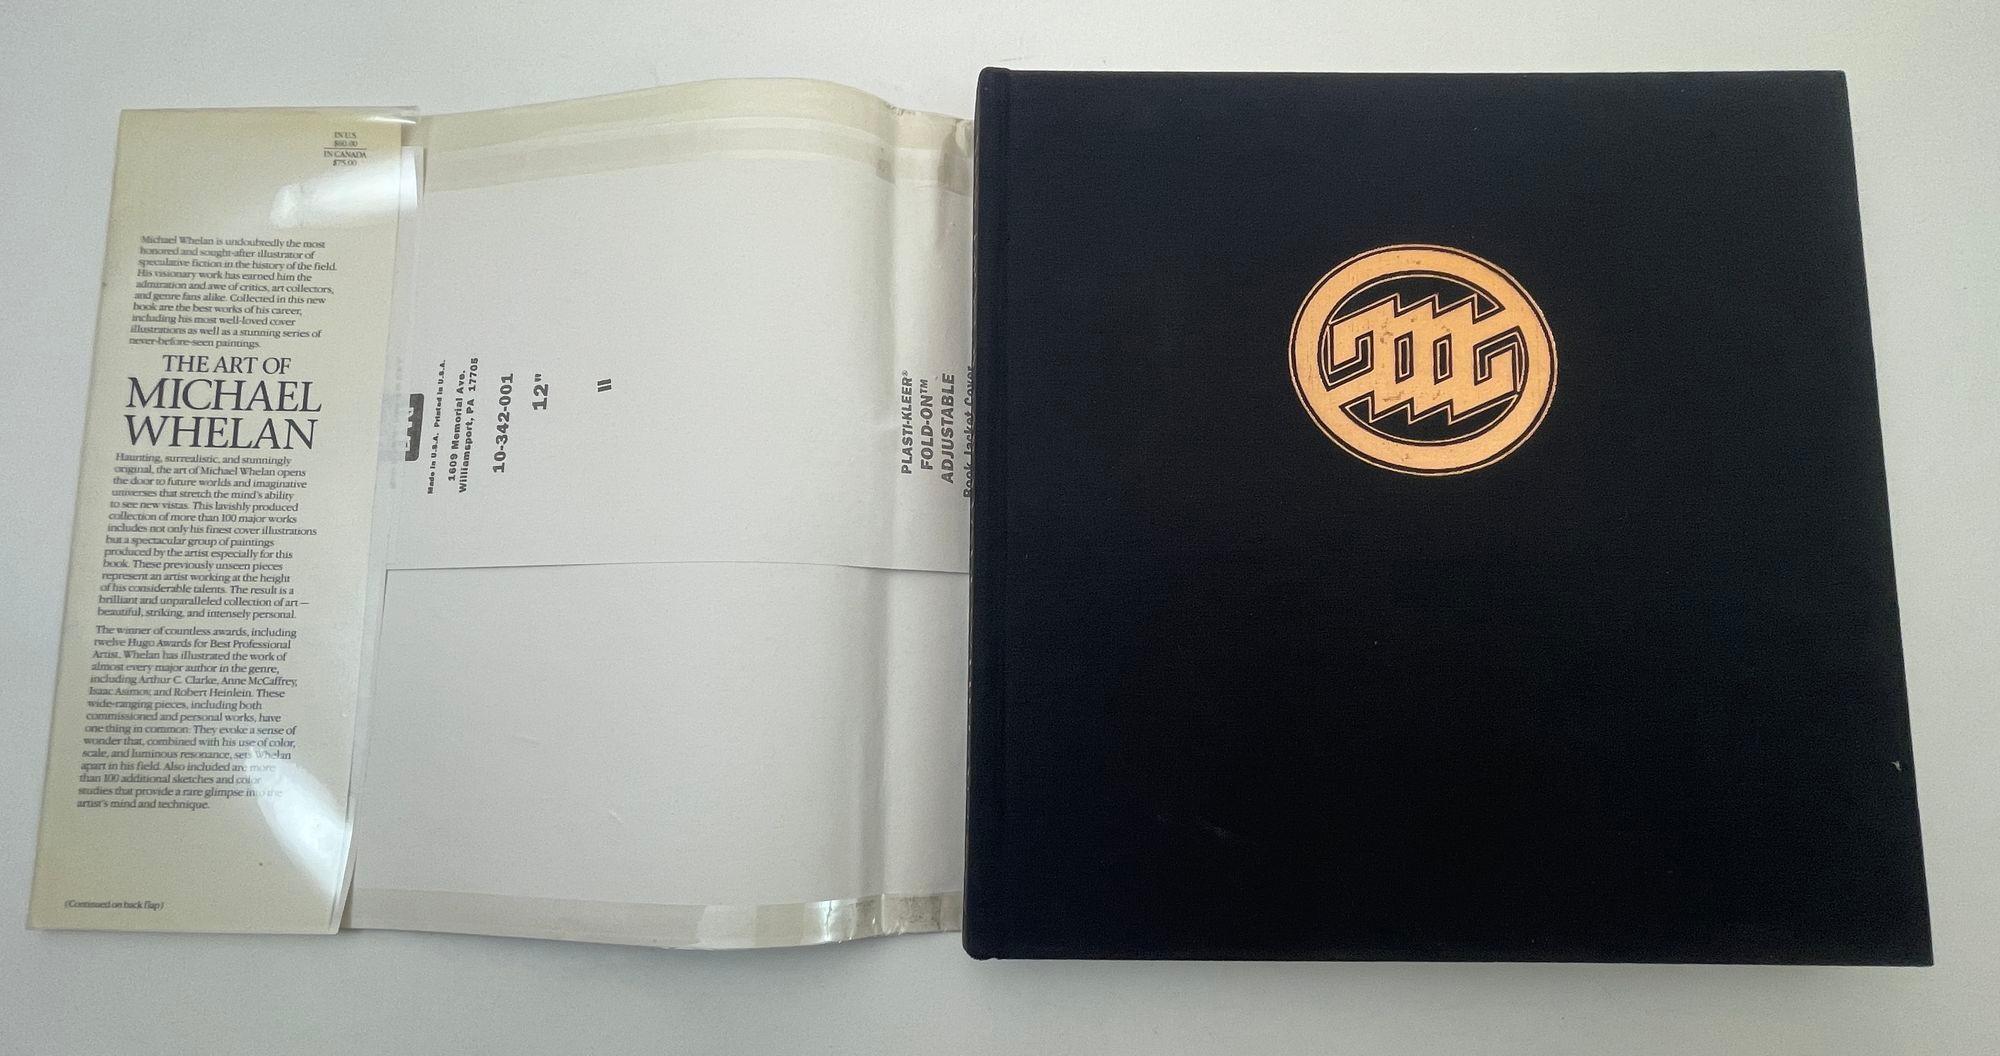 IN U.S.
$60.00
IN CANADA
$75.00
Michael Whelan is undoubtedly the most
honored and sought-after illustrator of
speculative fiction in the history of the field.
His visionary work has earned him the
admiration and awe of critics, art collectors,
and genre fans alike. Collected in this new
book are the best works of his career,
including his most well-loved cover
illustrations as well as a stunning series of
never-before-seen paintings.
THE ART OF
MICHAEL
WHELAN
Haunting, surrealistic, and stunningly
original, the art of Michael Whelan opens
the door to future worlds and imaginative
universes that stretch the mind's ability
to see new vistas. This lavishly produced
collection of more than 100 major works
includes not only his finest cover illustrations
but a spectacular group of paintings
produced by the artist especially for this
book. These previously unseen pieces
represent an artist working at the height
of his considerable talents. The result is a
brilliant and unparalleled collection of art—
beautiful, striking, and intensely personal.
The winner of countless awards, including
twelve Hugo Awards for Best Professional
Artist, Whelan has illustrated the work of
almost every major author in the genre,
including Arthur C. Clarke, Anne McCaffrey,
Isaac Asimov, and Robert Heinlein. These
wide-ranging pieces, including both
commissioned and personal works, have
one thing in common: They evoke a sense of
wonder that, combined with his use of color,
scale, and luminous resonance, sets Whelan
apart in his field. Also included are more
than 100 additional sketches and color
studies that provide a rare glimpse into the
artist's mind and technique.
(Continued on back flap)
Made in U.S.A. Printed in U.S.A.
1609 Memorial Ave.
Williamsport, PA 17705
10-342-001
12"
II
PLASTI-KLEER®
FOLD-ON™
ADJUSTABLE
Book Jacket Cover